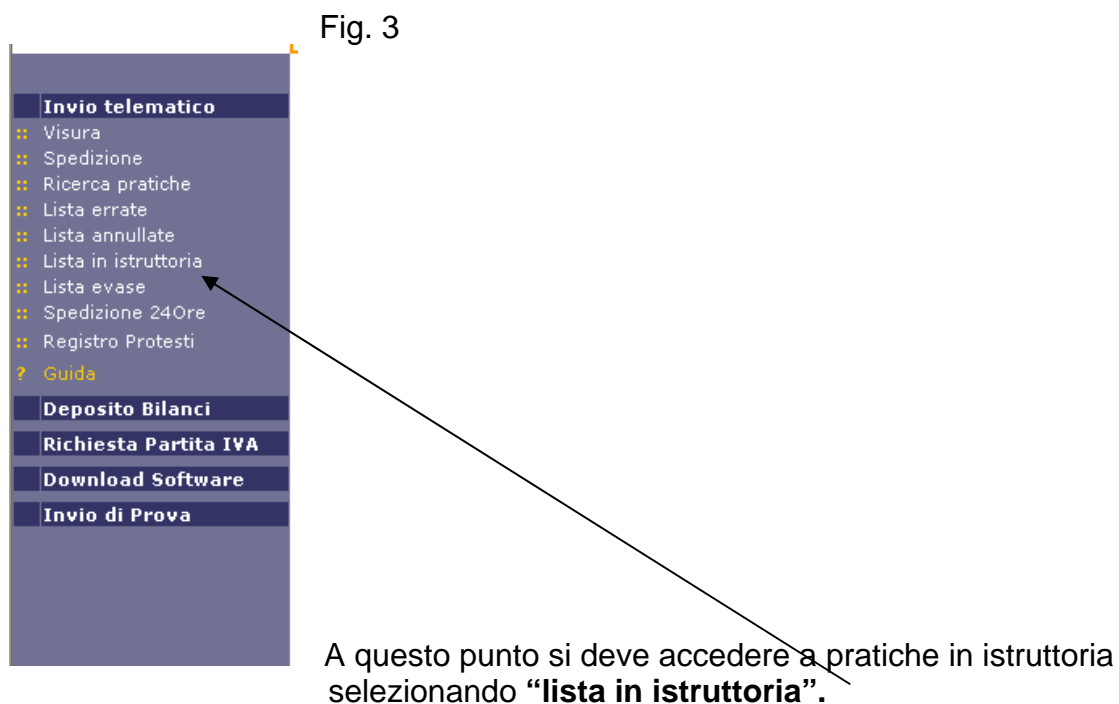 Fig. 3
Invio telematico
:: Visura
:: Spedizione
:: Ricerca pratiche
:: Lista errate
:: Lista annullate
:: Lista in istruttoria
:: Lista evase
:: Spedizione 24Ore
:: Registro Protesti
? Guida
Deposito Bilanci
Richiesta Partita IVA
Download Software
Invio di Prova
A questo punto si deve accedere a pratiche in istruttoria
selezionando “lista in istruttoria”.